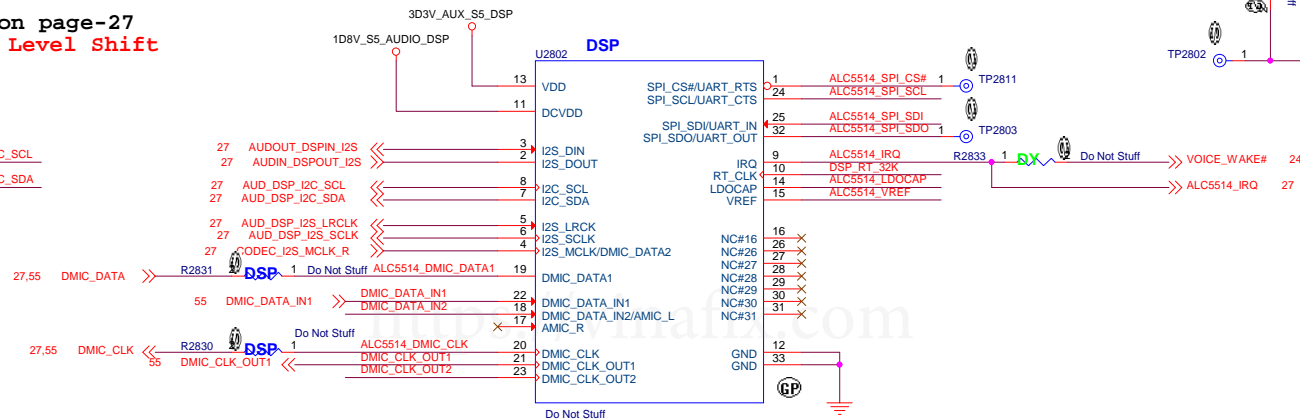 on page-27
Level Shift
3D3V_AUX_S5_DSP
1D8V_S5_AUDIO_DSP
U2802
DSP
13 VDD
11 DCVDD
27 AUDOUT_DSPIN_I2S 3 I2S_DIN
27 AUDIN_DSPOUT_I2S 2 I2S_DOUT
C_SCL
C_SDA
27 AUD_DSP_I2C_SCL 8 I2C_SCL
27 AUD_DSP_I2C_SDA 7 I2C_SDA
27 AUD_DSP_I2S_LRCLK 5 I2S_LRCK
27 AUD_DSP_I2S_SCLK 6 I2S_SCLK
27 CODEC_I2S_MCLK_R 4 I2S_MCLK/DMIC_DATA2
27,55 DMIC_DATA R2831 2 DSP 1 Do Not Stuff ALC5514_DMIC_DATA1 19 DMIC_DATA1
55 DMIC_DATA_IN1 DMIC_DATA_IN1 22 DMIC_DATA_IN1
DMIC_DATA_IN2 18 DMIC_DATA_IN2/AMIC_L
17 AMIC_R
Do Not Stuff
27,55 DMIC_CLK R2830 DSP 1 ALC5514_DMIC_CLK 20 DMIC_CLK
55 DMIC_CLK_OUT1 DMIC_CLK_OUT1 21 DMIC_CLK_OUT1
DMIC_CLK_OUT2 23 DMIC_CLK_OUT2
SPI_CS#/UART_RTS 1 ALC5514_SPI_CS# 1 TP2811
SPI_SCL/UART_CTS 24 ALC5514_SPI_SCL
SPI_SDI/UART_IN 25 ALC5514_SPI_SDI
SPI_SDO/UART_OUT 32 ALC5514_SPI_SDO 1 TP2803
IRQ 9 ALC5514_IRQ R2833 1 DY Do Not Stuff VOICE_WAKE# 24
RT_CLK 10 DSP_RT_32K
LDOCAP 14 ALC5514_LDOCAP
ALC5514_IRQ 27
VREF 15 ALC5514_VREF
NC#16 16
NC#26 26
NC#27 27
NC#28 28
NC#29 29
NC#30 30
NC#31 31
GND 12
GND 33
GP
Do Not Stuff
TP2802 1
https://vinafix.com